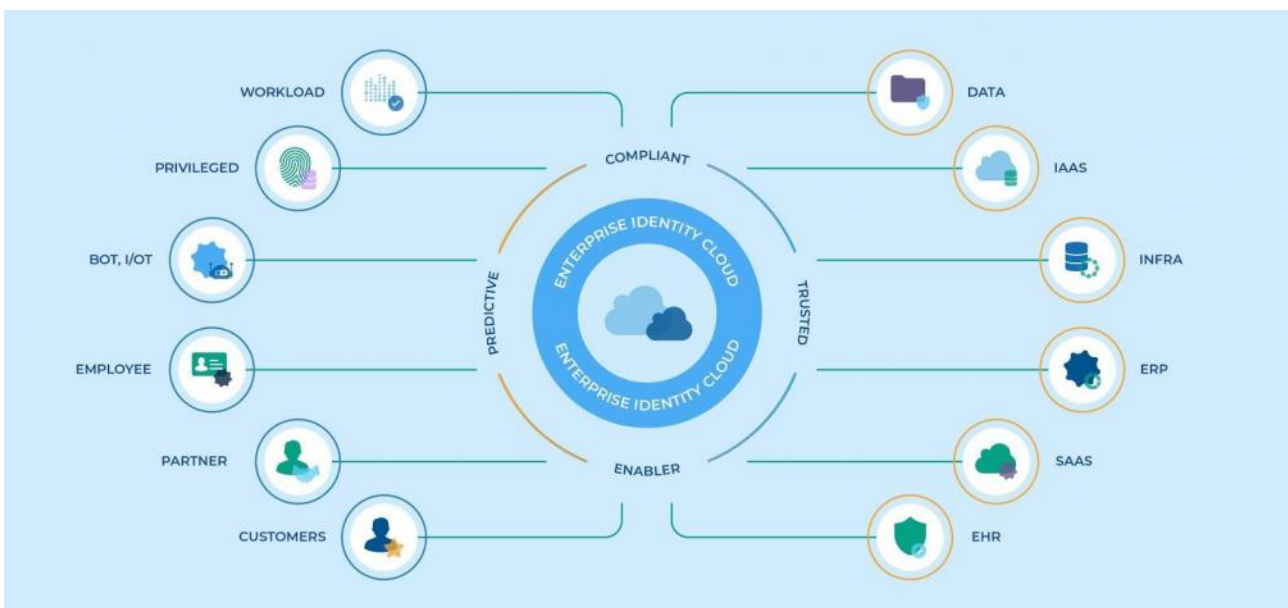 WORKLOAD
DATA
PRIVILEGED
COMPLIANT
IAAS
BOT, I/OT
ENTERPRISE IDENTITY CLOUD
INFRA
PREDICTIVE
TRUSTED
EMPLOYEE
ENTERPRISE IDENTITY CLOUD
ERP
PARTNER
ENABLER
SAAS
CUSTOMERS
EHR